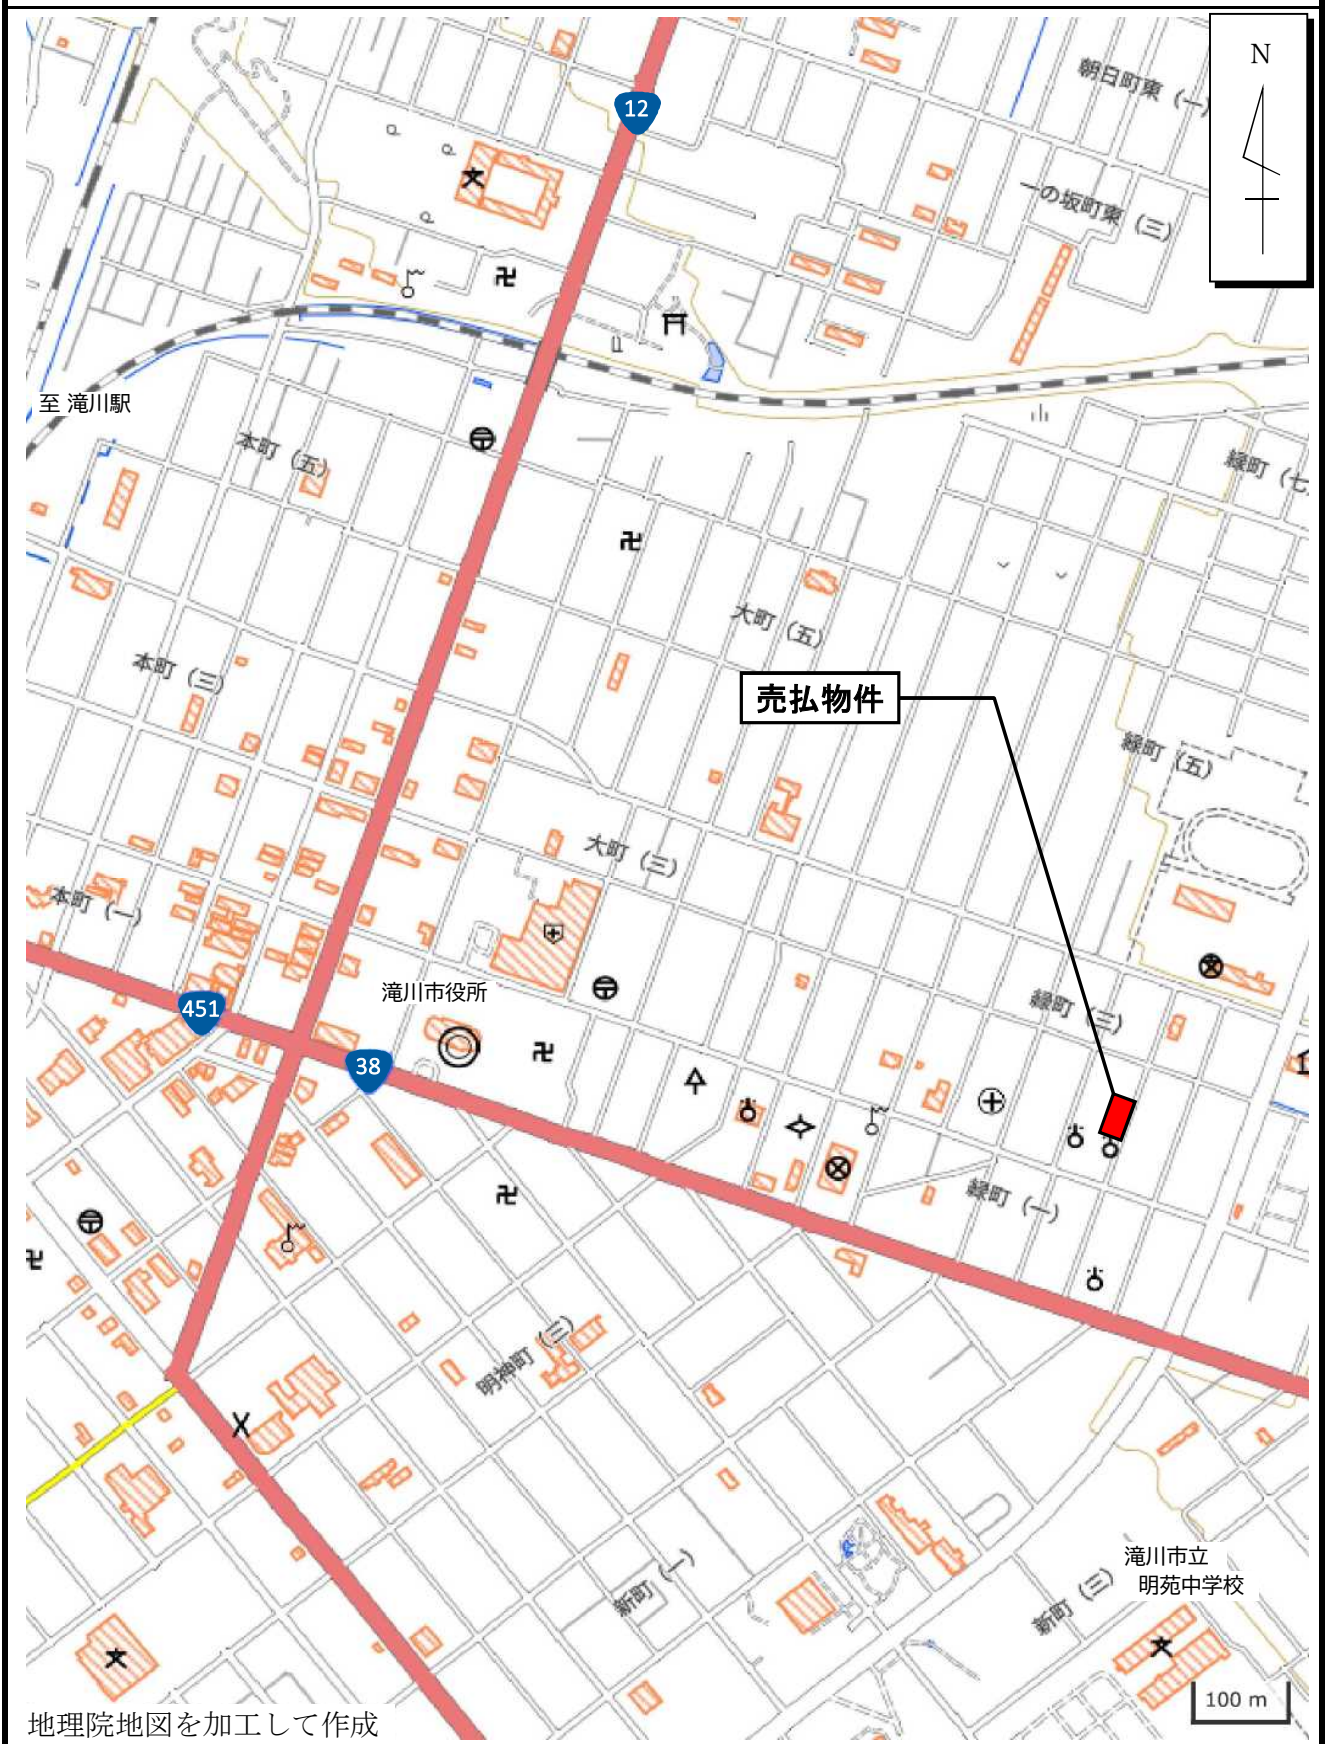 N
12
朝日町東 (一)
一の坂町東 (三)
至 滝川駅
本町 (五)
緑町 (七
大町 (五)
本町 (三)
売払物件
緑町 (五)
大町 (三)
本町 (一)
滝川市役所
451
緑町 (三)
38
緑町 (一)
明神町 (三)
新町 (一)
滝川市立
明苑中学校
新町 (三)
100 m
地理院地図を加工して作成